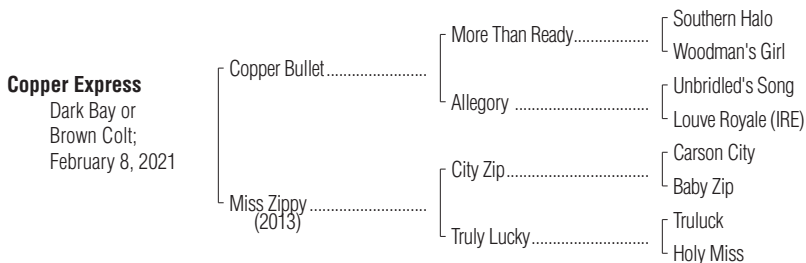 Copper Express
Dark Bay or
Brown Colt;
February 8, 2021
Copper Bullet
Miss Zippy
(2013)
More Than Ready
Allegory
City Zip
Truly Lucky
Southern Halo
Woodman's Girl
Unbridled's Song
Louve Royale (IRE)
Carson City
Baby Zip
Truluck
Holy Miss